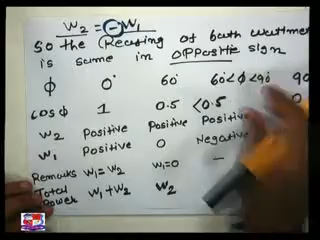 W₂ = -W₁
So the Reading of both wattmeter
is same in opposite sign
ϕ 0° 60° 60°<ϕ<90° 90
cosϕ 1 0.5 <0.5 0
W₂ Positive Positive Positive
W₁ Positive 0 Negative
Remarks W₁=W₂ W₁=0 —
Total Power W₁+W₂ W₂